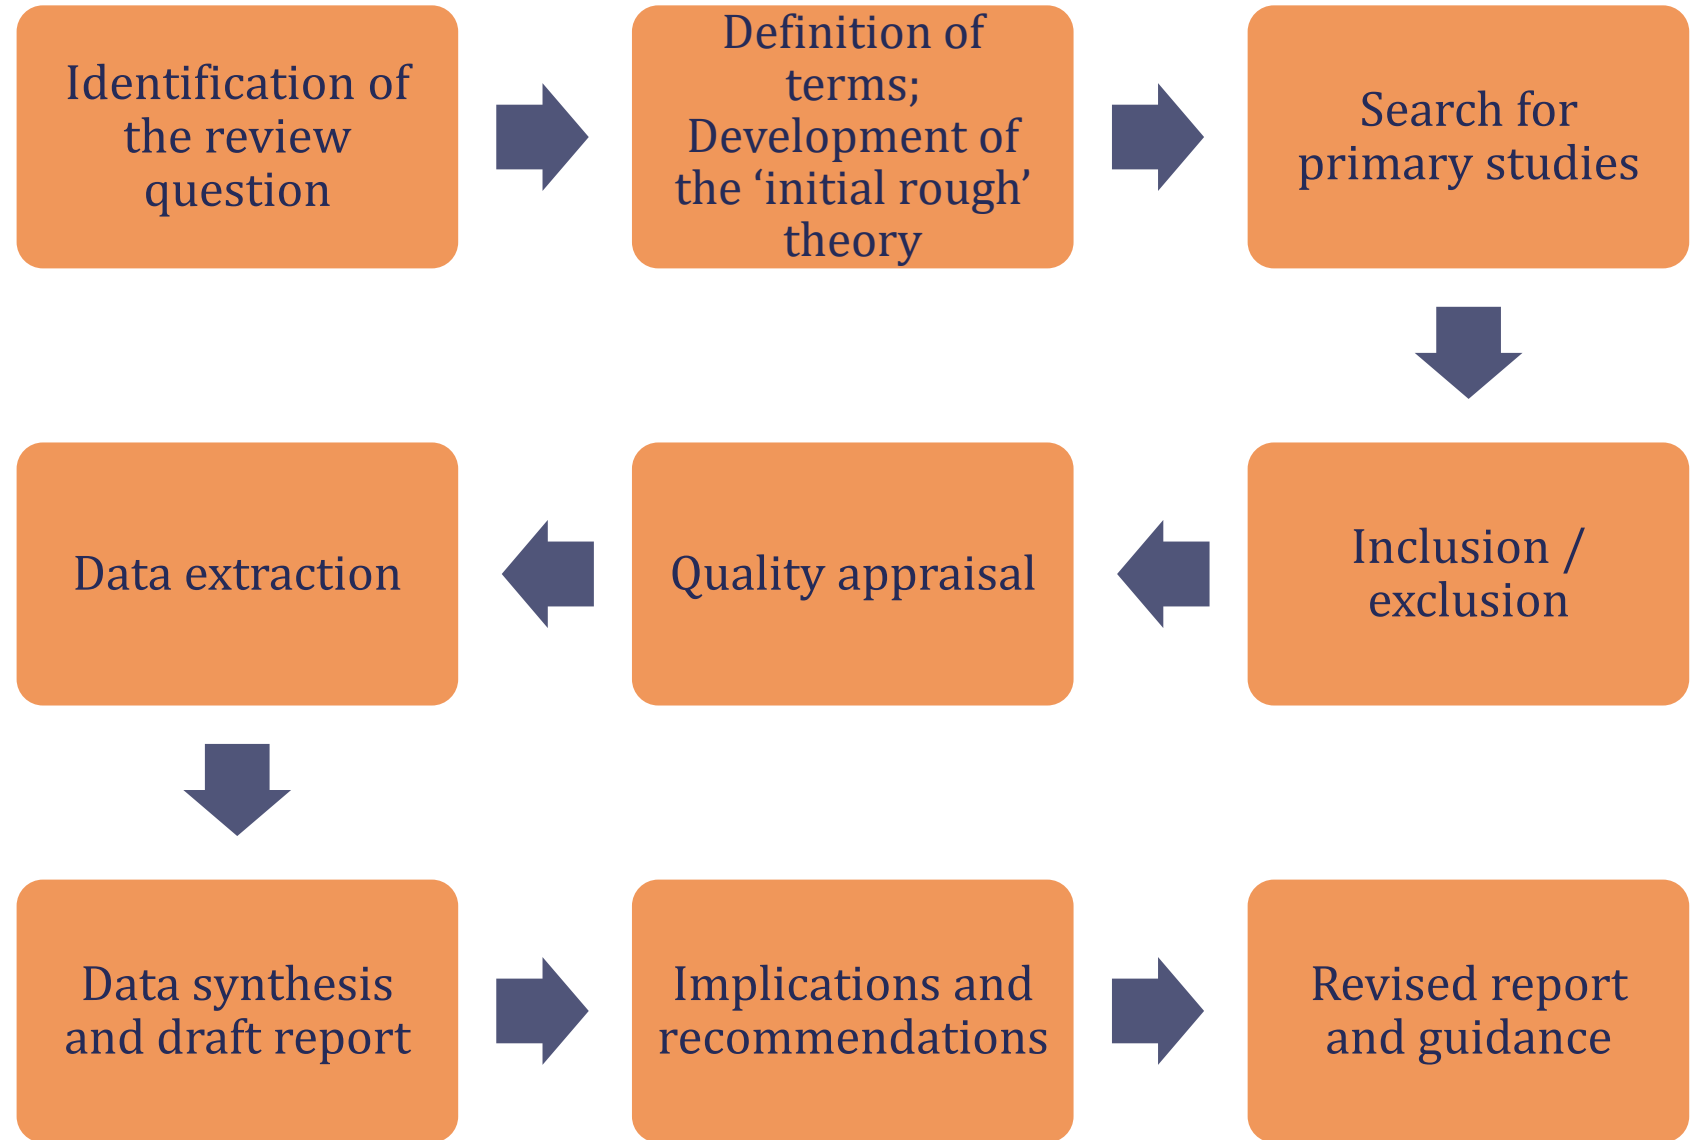 Identification of
the review
question
Definition of
terms;
Development of
the ‘initial rough’
theory
Search for
primary studies
Inclusion /
exclusion
Quality appraisal
Data extraction
Data synthesis
and draft report
Implications and
recommendations
Revised report
and guidance